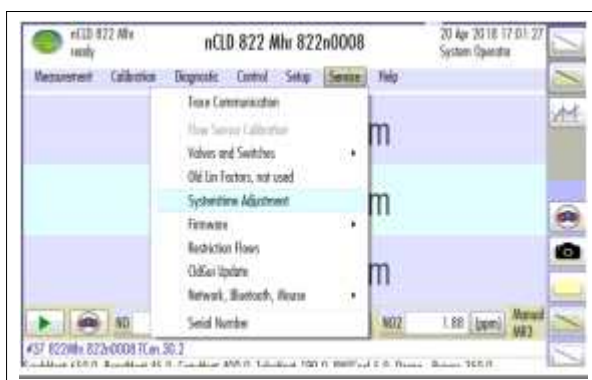 nCLD 822 Mhr
ready
nCLD 822 Mhr 822n0008
20 Apr 2018 17:01:27
System Operator
Measurement Calibration Diagnostic Control Setup Service Help
Trace Communication
Flow Sensor Calibration
Valves and Switches
Old Lin Factors, not used
Systemtime Adjustment
Firmware
Restriction Flows
CldGui Update
Network, Bluetooth, Mouse
Serial Number
m
m
m
NO
NO2
1.88 [ppm]
Manual
MR2